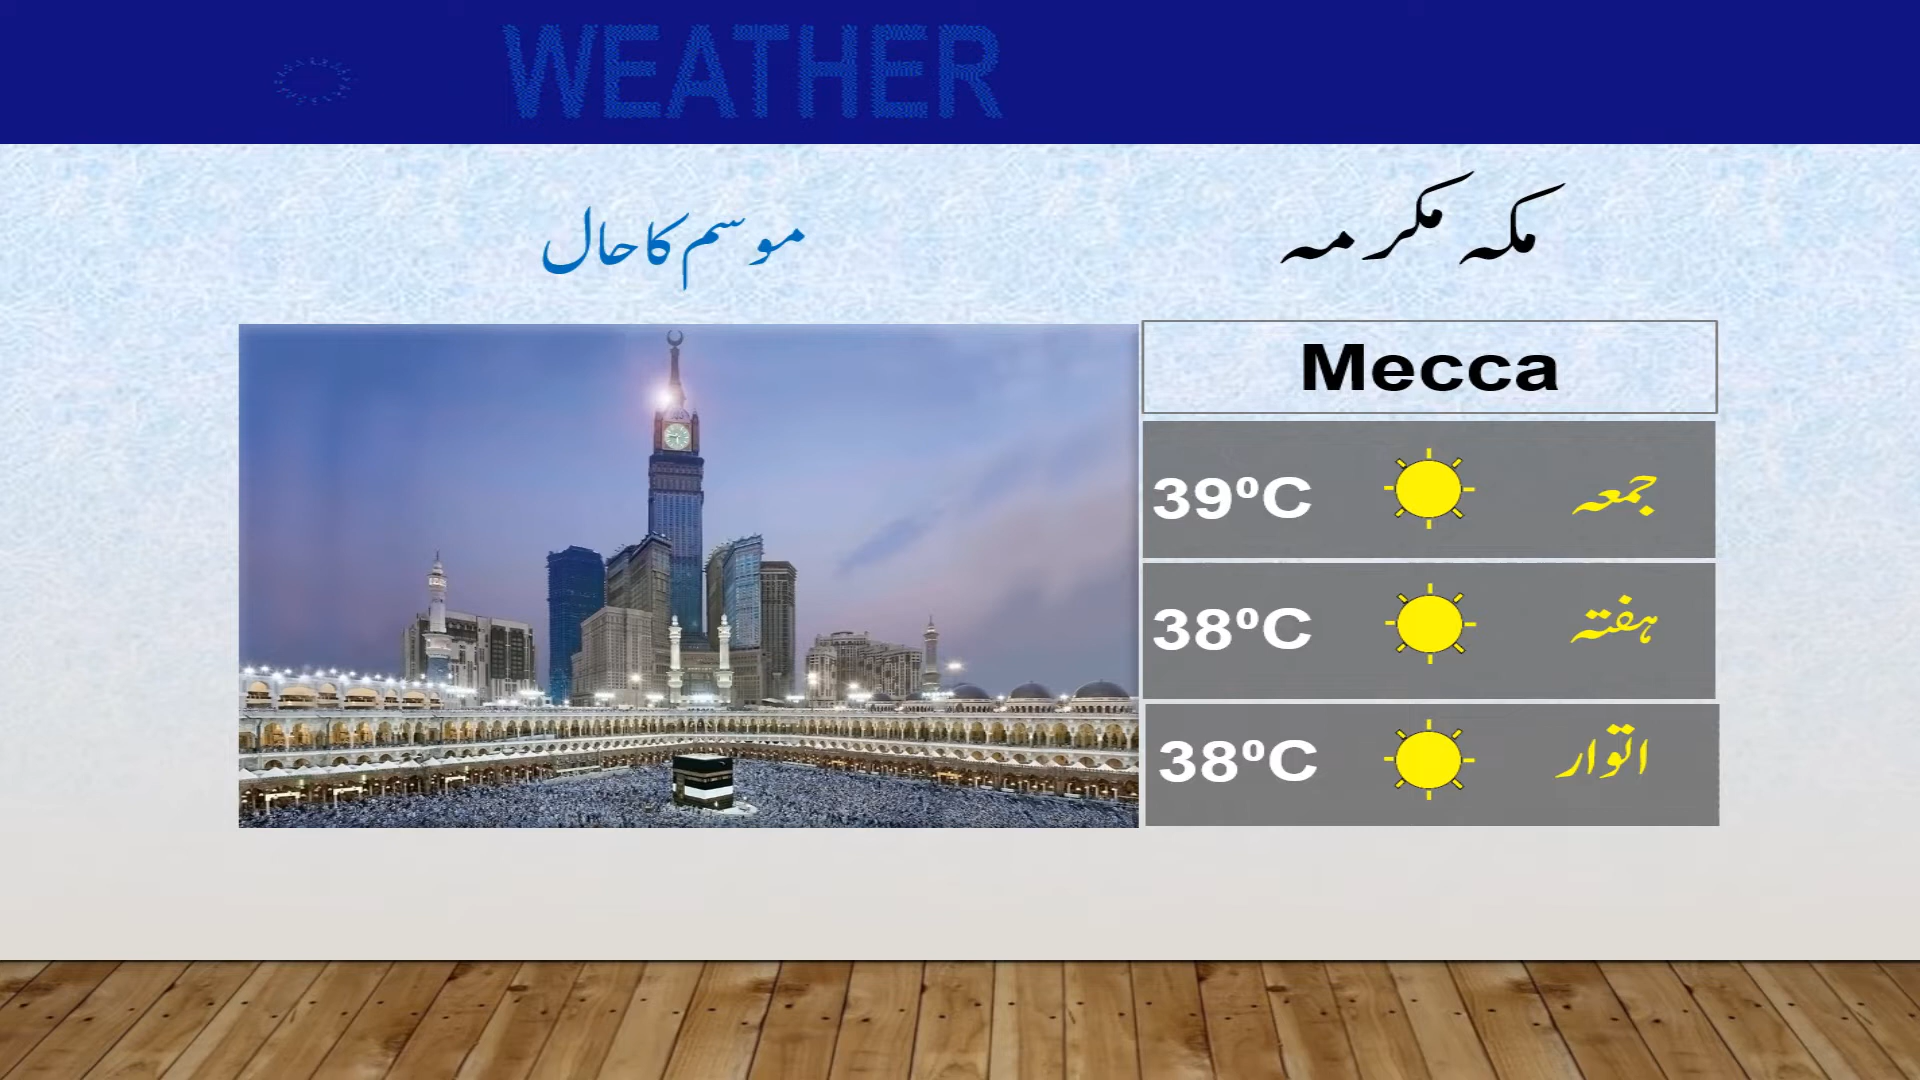 WEATHER
مکہ مکرمہ
موسم کا حال
Mecca
39ºC جمعہ
38ºC ہفتہ
38ºC اتوار